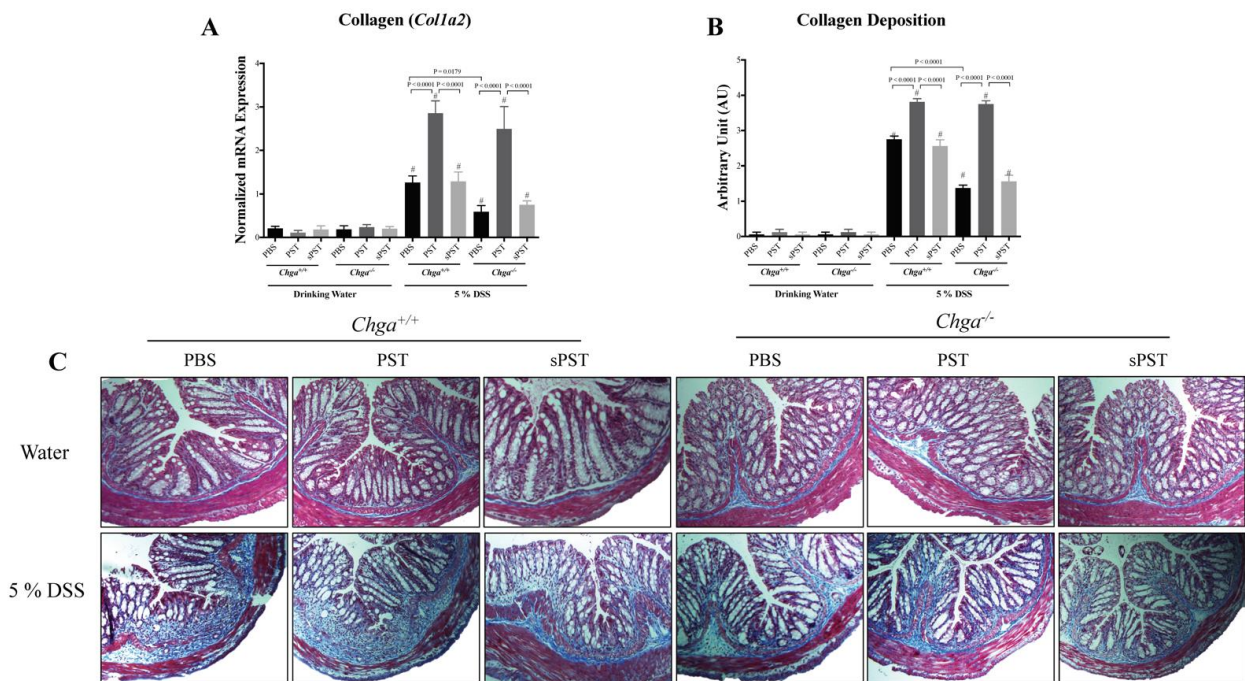 A
Collagen (Col1a2)
Normalized mRNA Expression
4
3
2
1
0
P = 0.0179
P < 0.0001 P < 0.0001 P < 0.0001 P < 0.0001
# # # # # #
PBS PST sPST PBS PST sPST PBS PST sPST PBS PST sPST
Chga+/+ Chga-/- Chga+/+ Chga-/-
Drinking Water 5 % DSS
B
Collagen Deposition
Arbitrary Unit (AU)
5
4
3
2
1
0
P < 0.0001
P < 0.0001 P < 0.0001 P < 0.0001 P < 0.0001
# # # # # #
PBS PST sPST PBS PST sPST PBS PST sPST PBS PST sPST
Chga+/+ Chga-/- Chga+/+ Chga-/-
Drinking Water 5 % DSS
Chga+/+ Chga-/-
C
PBS PST sPST PBS PST sPST
Water
5 % DSS